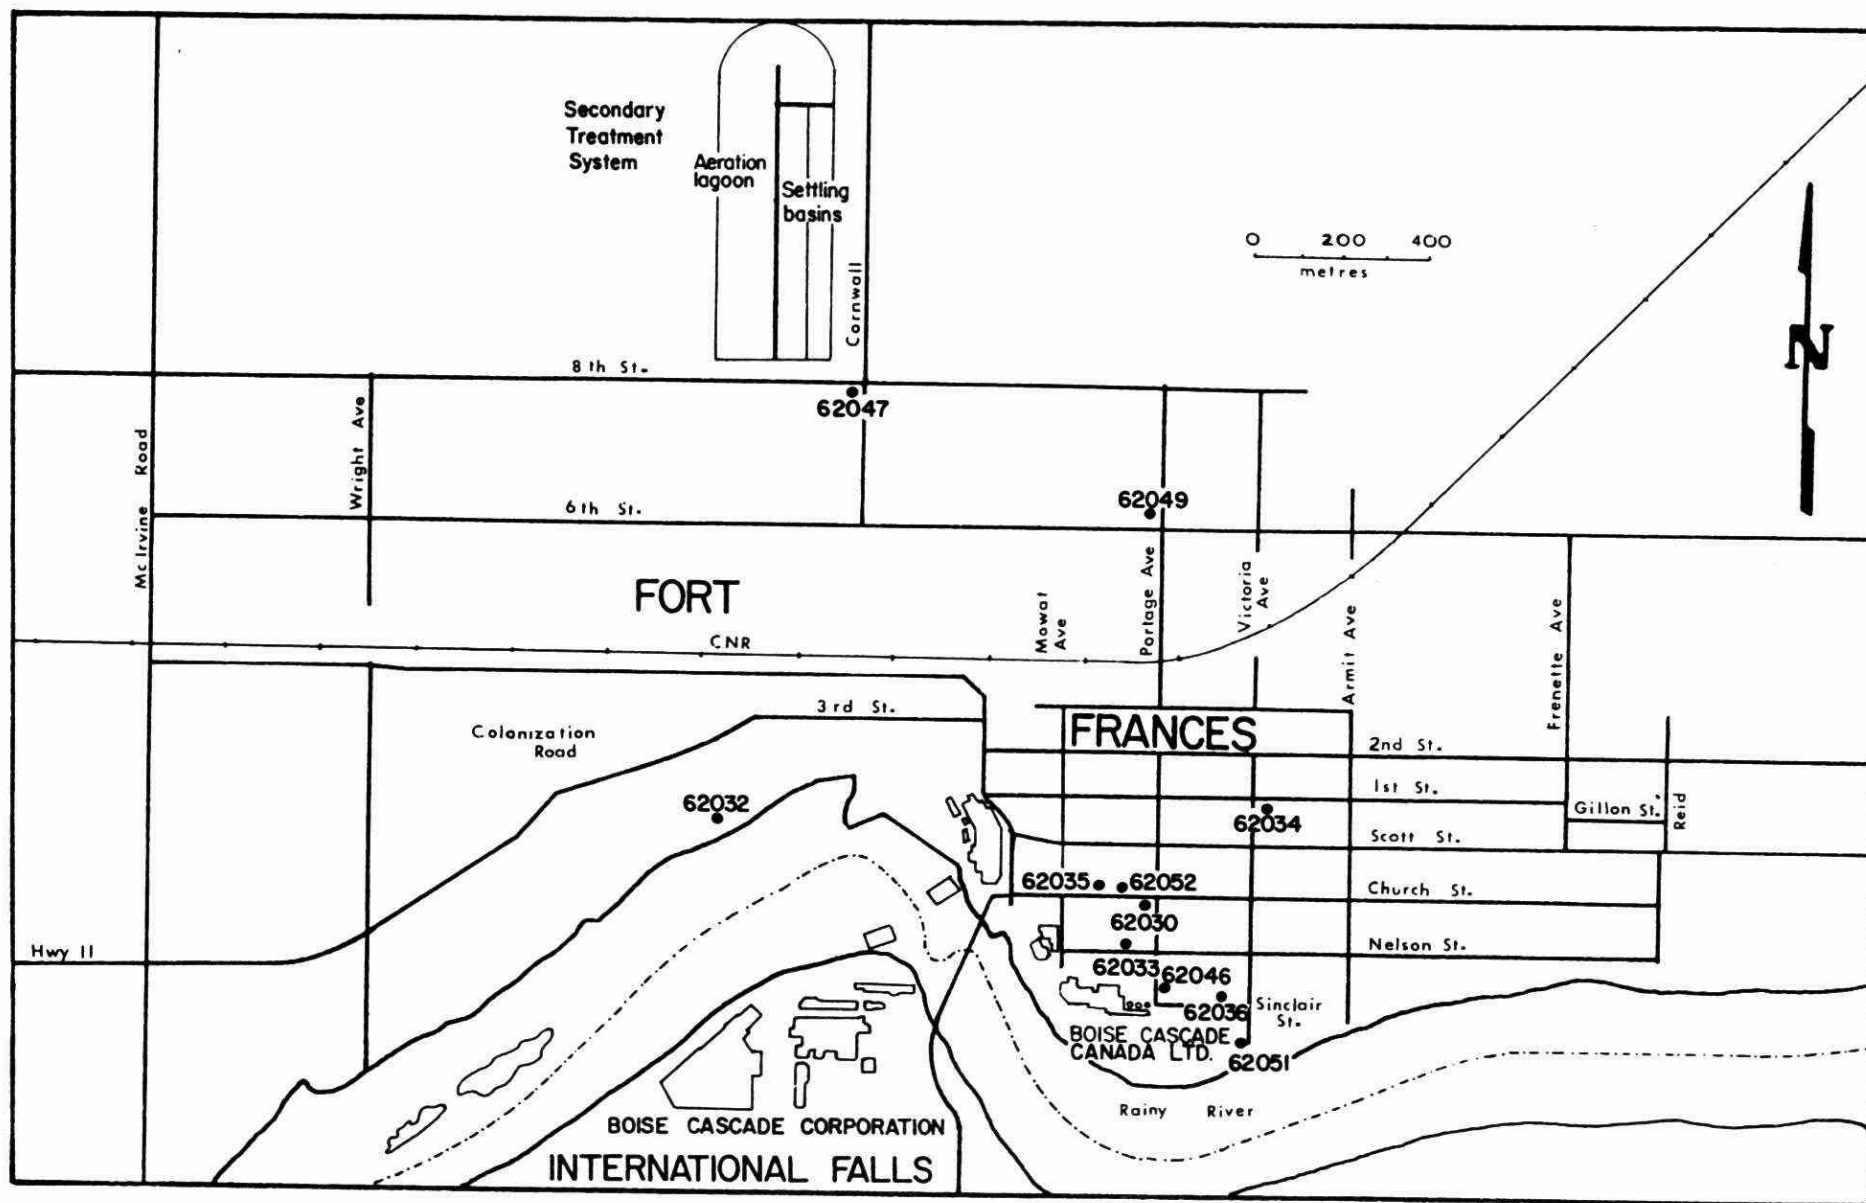 Secondary
Treatment
System
Aeration
lagoon
Settling
basins
Cornwall
0 200 400
metres
N
8th St.
62047
Mc Irvine Road
Wright Ave
6th St.
62049
FORT
CNR
Mowat
Ave
Portage Ave
Victoria
Ave
Armit Ave
Frenette Ave
3rd St.
Colonization
Road
FRANCES
2nd St.
1st St.
Gillon St.
Reid
62032
62034
Scott St.
62035
62052
Church St.
62030
Hwy 11
Nelson St.
62033
62046
62036
Sinclair
St.
BOISE CASCADE
CANADA LTD.
62051
Rainy River
BOISE CASCADE CORPORATION
INTERNATIONAL FALLS